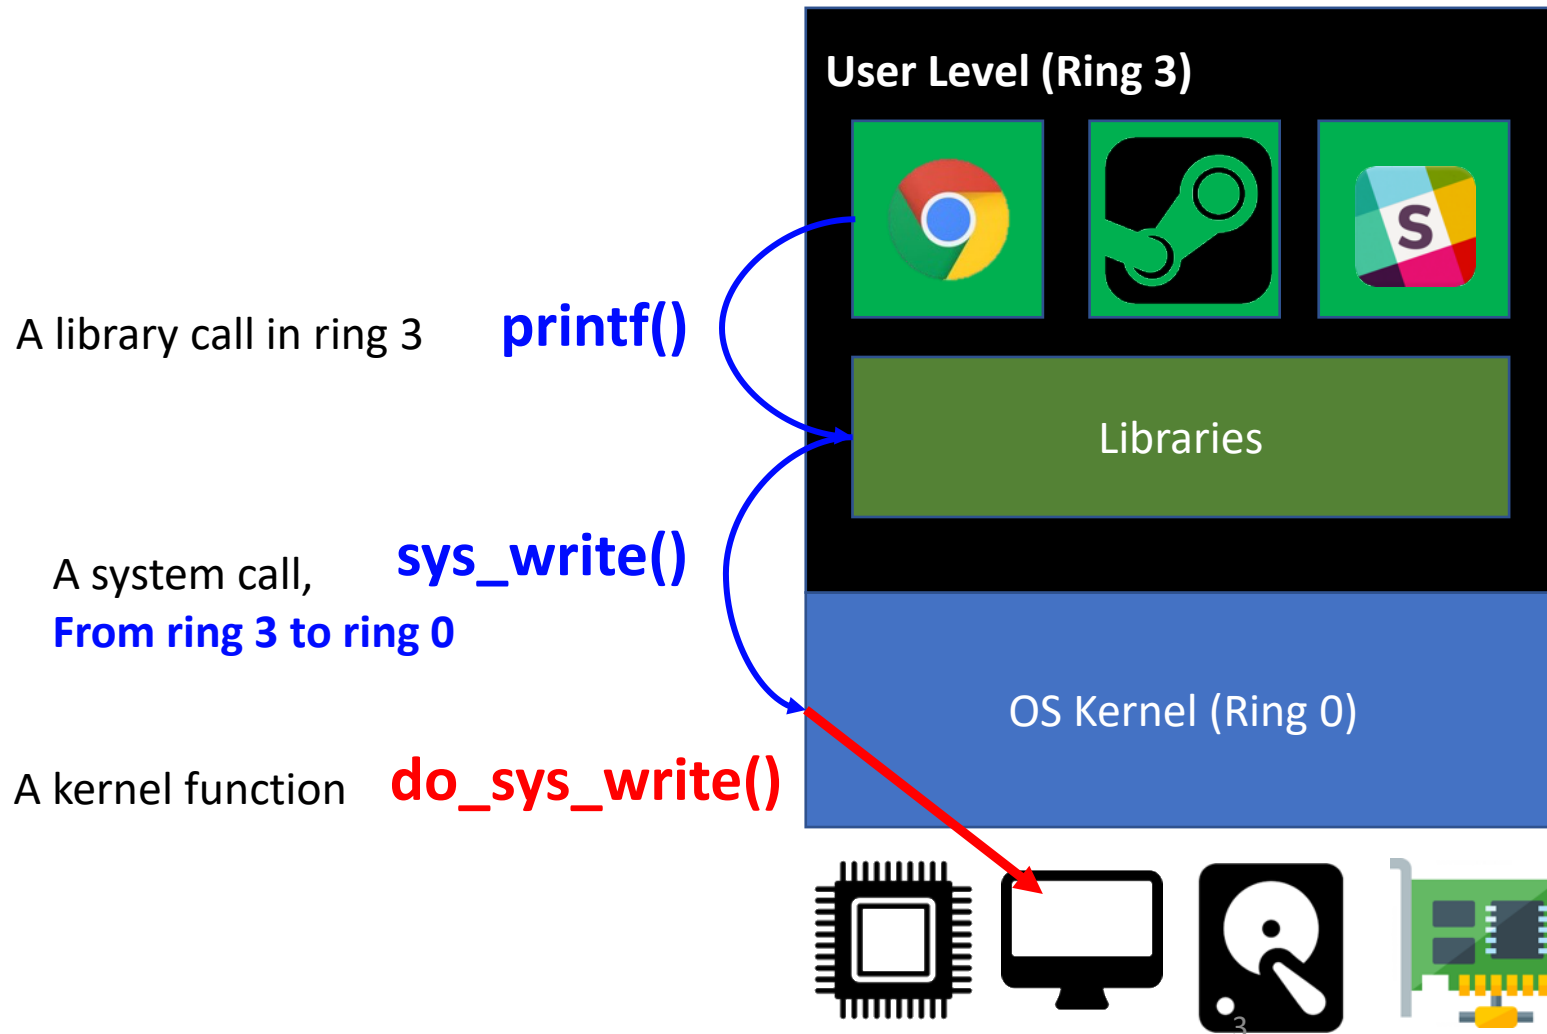 User Level (Ring 3)
S
A library call in ring 3 printf()
Libraries
A system call, sys_write()
From ring 3 to ring 0
OS Kernel (Ring 0)
A kernel function do_sys_write()
3